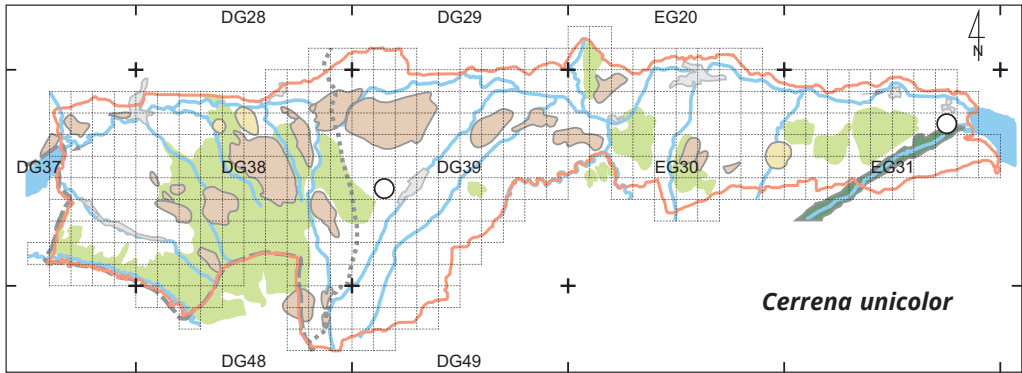 DG28 DG29 EG20
N
DG37 DG38 DG39 EG30 EG31
Cerrena unicolor
DG48 DG49